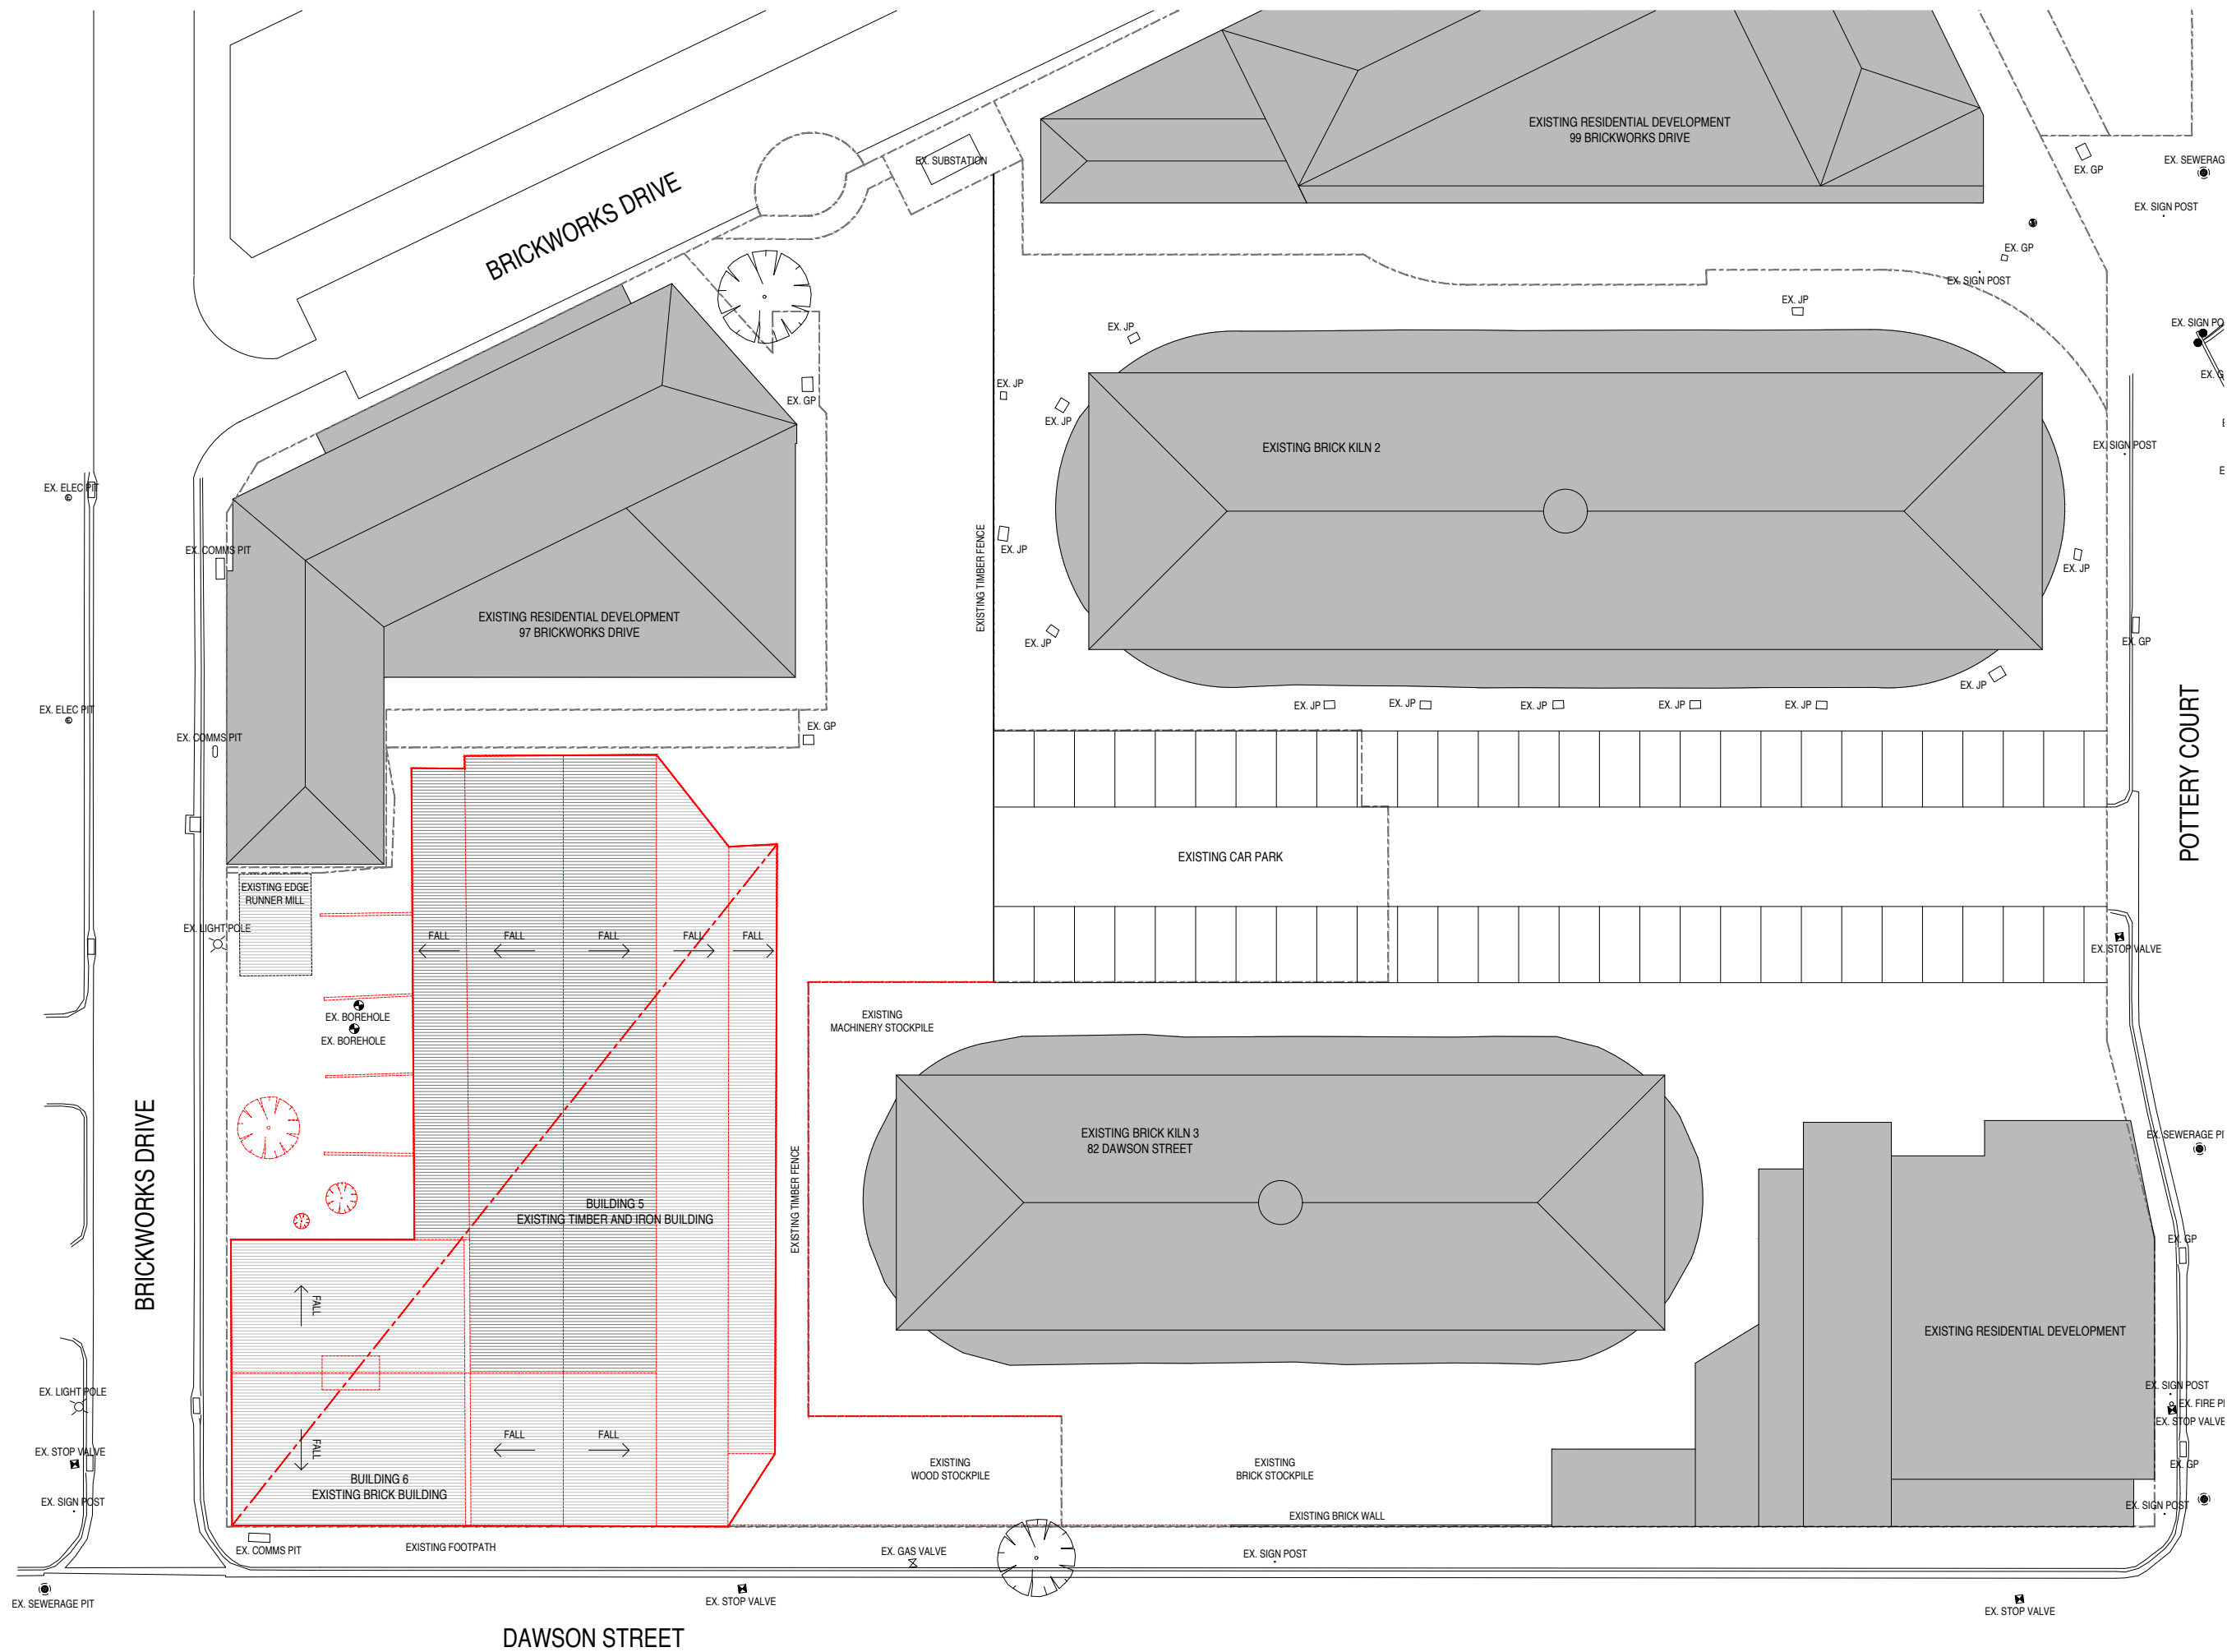 EXISTING RESIDENTIAL DEVELOPMENT
99 BRICKWORKS DRIVE
EX. SUBSTATION
EX. GP
EX. SEWERAG
EX. SIGN POST
BRICKWORKS DRIVE
EX. GP
EX. SIGN POST
EX. JP
EX. JP
EX. SIGN PO
EX. G
EX. JP
EX. GP
EX. JP
EXISTING BRICK KILN 2
EX. SIGN POST
E
E
EX. ELEC PIT
EX. COMMS PIT
EXISTING TIMBER FENCE
EX. JP
EX. JP
EXISTING RESIDENTIAL DEVELOPMENT
97 BRICKWORKS DRIVE
EX. JP
EX. GP
EX. JP
EX. ELEC PIT
EX. JP
EX. JP
EX. JP
EX. JP
EX. JP
EX. GP
EX. COMMS PIT
POTTERY COURT
EXISTING CAR PARK
EXISTING EDGE
RUNNER MILL
EX. LIGHT POLE
FALL
FALL
FALL
FALL
FALL
EX. STOP VALVE
EX. BOREHOLE
EX. BOREHOLE
EXISTING
MACHINERY STOCKPILE
EXISTING BRICK KILN 3
82 DAWSON STREET
EX. SEWERAGE PI
BRICKWORKS DRIVE
EXISTING TIMBER FENCE
BUILDING 5
EXISTING TIMBER AND IRON BUILDING
EX. GP
FALL
EXISTING RESIDENTIAL DEVELOPMENT
EX. LIGHT POLE
EX. SIGN POST
EX. FIRE PI
EX. STOP VALVE
FALL
FALL
FALL
EX. STOP VALVE
EXISTING
WOOD STOCKPILE
EXISTING
BRICK STOCKPILE
EX. GP
BUILDING 6
EXISTING BRICK BUILDING
EX. SIGN POST
EX. SIGN POST
EXISTING BRICK WALL
EX. COMMS PIT
EXISTING FOOTPATH
EX. GAS VALVE
EX. SIGN POST
EX. SEWERAGE PIT
EX. STOP VALVE
EX. STOP VALVE
DAWSON STREET